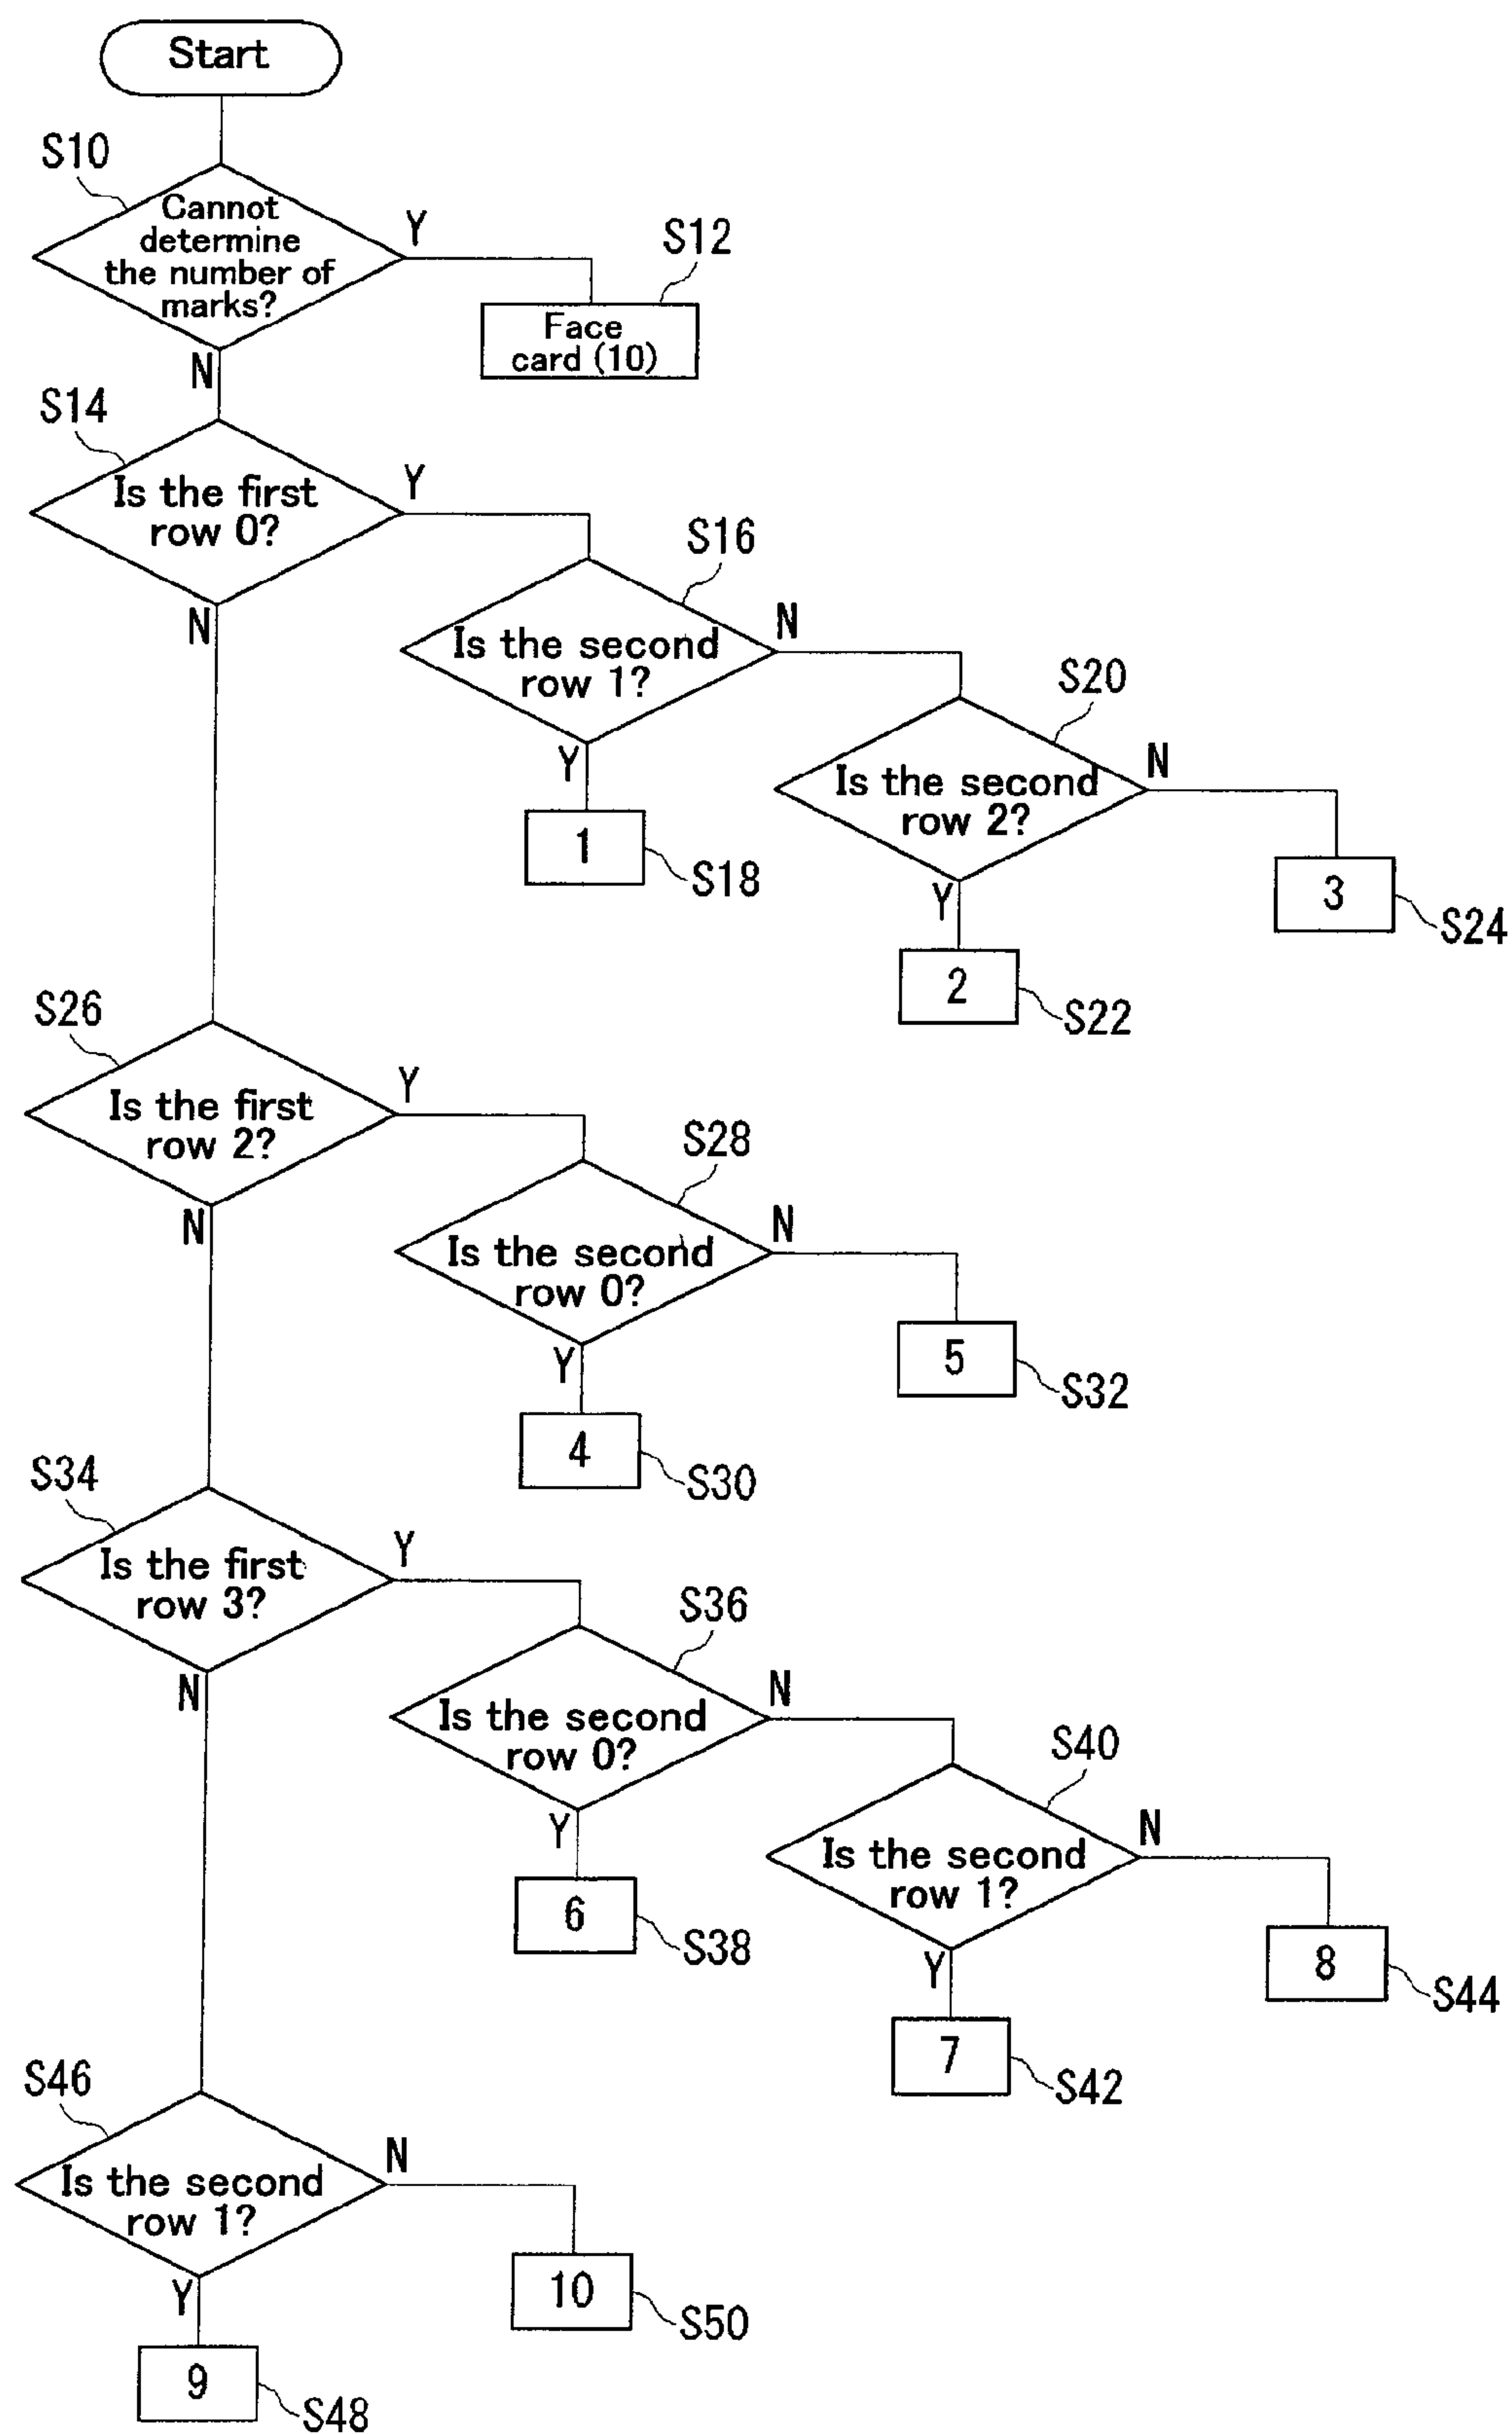 Start
S10
Cannot
determine
the number of
marks?
Y
N
S12
Face
card (10)
S14
Is the first
row 0?
Y
N
S16
Is the second
row 1?
N
Y
1
S18
S20
Is the second
row 2?
N
Y
3
S24
2
S22
S26
Is the first
row 2?
Y
N
S28
Is the second
row 0?
N
Y
5
S32
4
S30
S34
Is the first
row 3?
Y
N
S36
Is the second
row 0?
N
Y
6
S38
S40
Is the second
row 1?
N
Y
8
S44
7
S42
S46
Is the second
row 1?
N
Y
10
S50
9
S48